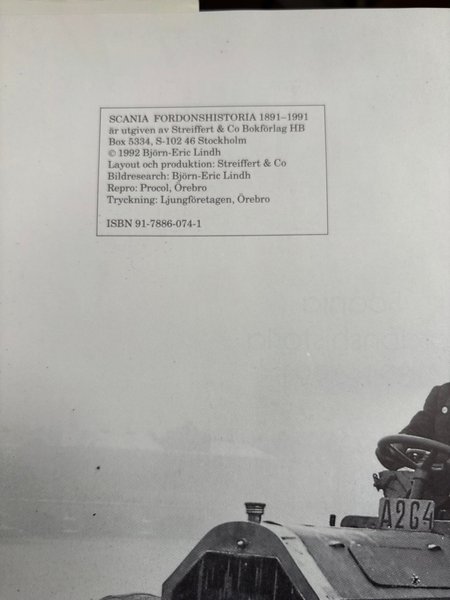 SCANIA FORDONSHISTORIA 1891–1991
är utgiven av Streiffert & Co Bokförlag HB
Box 5334, S-102 46 Stockholm
© 1992 Björn-Eric Lindh
Layout och produktion: Streiffert & Co
Bildresearch: Björn-Eric Lindh
Repro: Procol, Örebro
Tryckning: Ljungföretagen, Örebro
ISBN 91-7886-074-1
A264